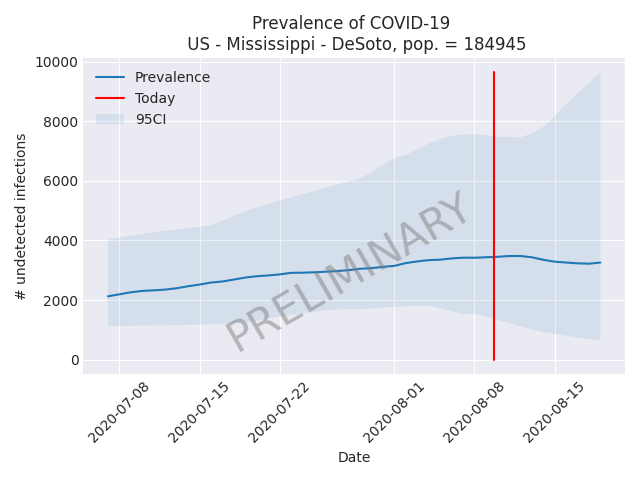 Prevalence of COVID-19
US - Mississippi - DeSoto, pop. = 184945
10000
8000
6000
4000
2000
0
# undetected infections
Prevalence
Today
95CI
PRELIMINARY
2020-07-08
2020-07-15
2020-07-22
2020-08-01
2020-08-08
2020-08-15
Date